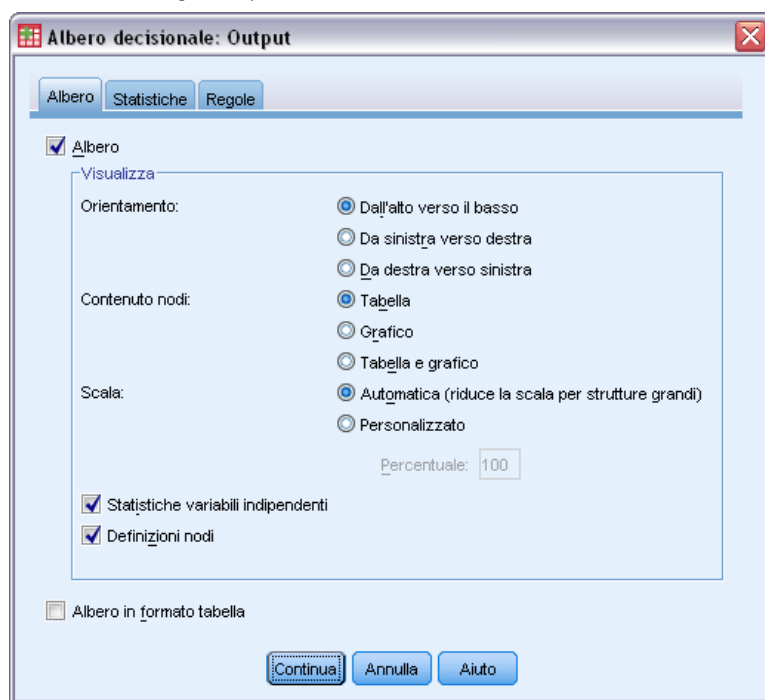 Albero decisionale: Output
Albero Statistiche Regole
Albero
Visualizza
Orientamento: Dall'alto verso il basso
Da sinistra verso destra
Da destra verso sinistra
Contenuto nodi: Tabella
Grafico
Tabella e grafico
Scala: Automatica (riduce la scala per strutture grandi)
Personalizzato
Percentuale: 100
Statistiche variabili indipendenti
Definizioni nodi
Albero in formato tabella
Continua Annulla Aiuto